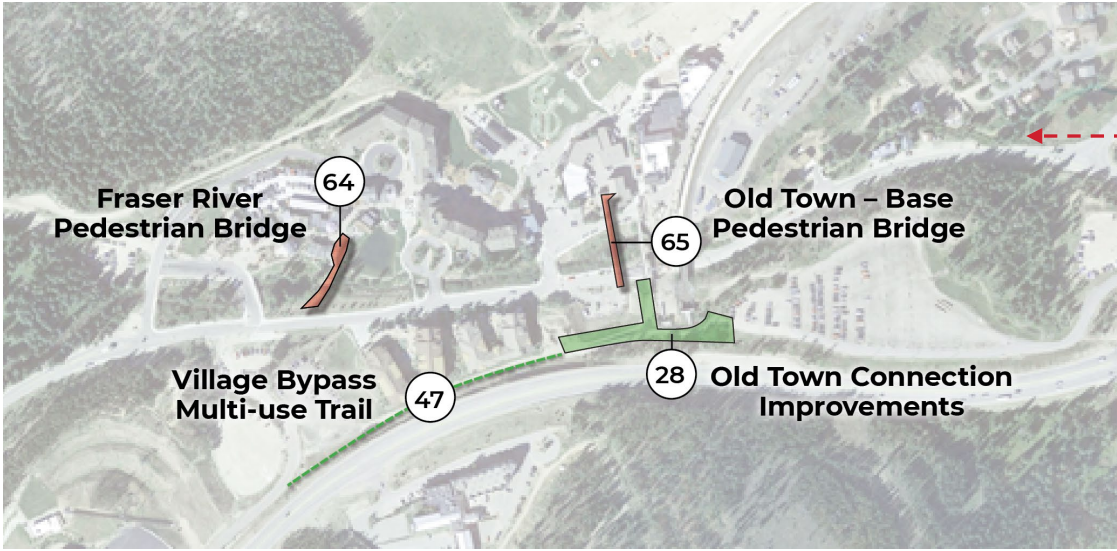 64
Fraser River
Pedestrian Bridge
Old Town – Base
Pedestrian Bridge
65
Village Bypass
Multi-use Trail
47
28
Old Town Connection
Improvements